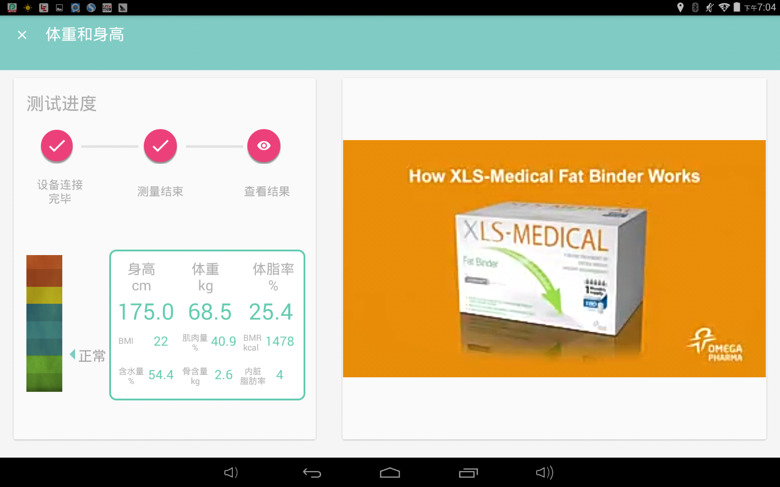 下午7:04
体重和身高
测试进度
设备连接
完毕
测量结束
查看结果
身高
cm
体重
kg
体脂率
%
175.0 68.5 25.4
BMI 22
肌肉量
% 40.9
BMR
kcal 1478
含水量
% 54.4
骨含量
kg 2.6
内脏
脂肪率 4
正常
How XLS-Medical Fat Binder Works
XLS-MEDICAL
Fat Binder
OMEGA
PHARMA